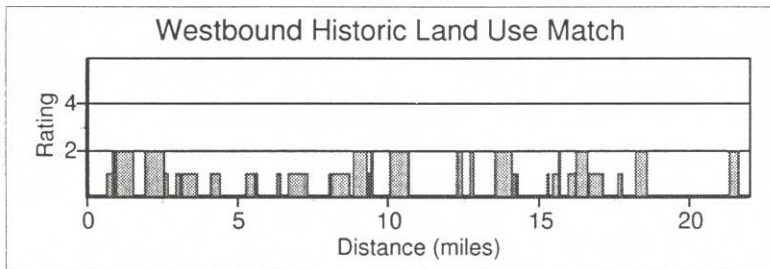 Westbound Historic Land Use Match
Rating
4
2
0 5 10 15 20
Distance (miles)